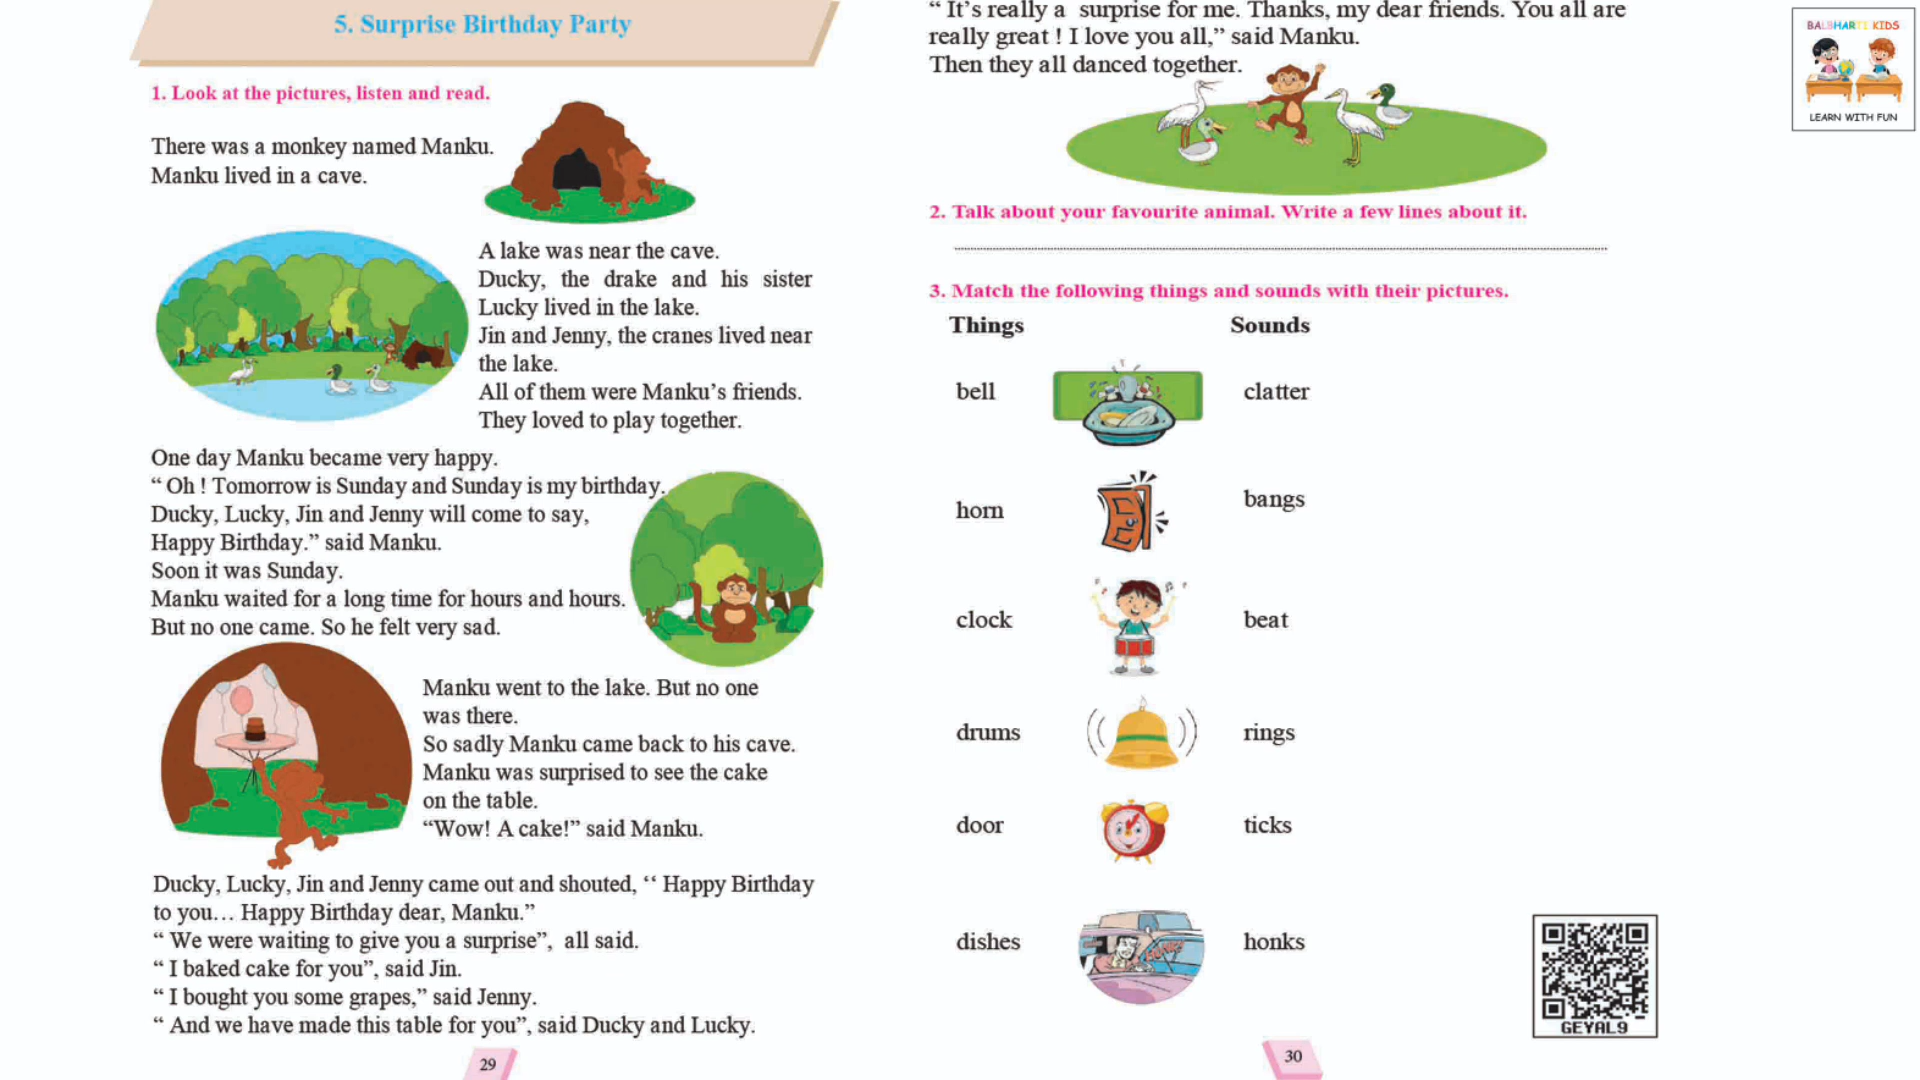 5. Surprise Birthday Party
1. Look at the pictures, listen and read.
There was a monkey named Manku.
Manku lived in a cave.
A lake was near the cave.
Ducky, the drake and his sister
Lucky lived in the lake.
Jin and Jenny, the cranes lived near
the lake.
All of them were Manku’s friends.
They loved to play together.
One day Manku became very happy.
“ Oh ! Tomorrow is Sunday and Sunday is my birthday.
Ducky, Lucky, Jin and Jenny will come to say,
Happy Birthday.” said Manku.
Soon it was Sunday.
Manku waited for a long time for hours and hours.
But no one came. So he felt very sad.
Manku went to the lake. But no one
was there.
So sadly Manku came back to his cave.
Manku was surprised to see the cake
on the table.
“Wow! A cake!” said Manku.
Ducky, Lucky, Jin and Jenny came out and shouted, ‘‘ Happy Birthday
to you… Happy Birthday dear, Manku.”
“ We were waiting to give you a surprise”, all said.
“ I baked cake for you”, said Jin.
“ I bought you some grapes,” said Jenny.
“ And we have made this table for you”, said Ducky and Lucky.
29
“ It’s really a surprise for me. Thanks, my dear friends. You all are
really great ! I love you all,” said Manku.
Then they all danced together.
2. Talk about your favourite animal. Write a few lines about it.
3. Match the following things and sounds with their pictures.
Things Sounds
bell clatter
horn bangs
clock beat
drums rings
door ticks
dishes honks
30
BALBHARTI KIDS
LEARN WITH FUN
GEYAL9